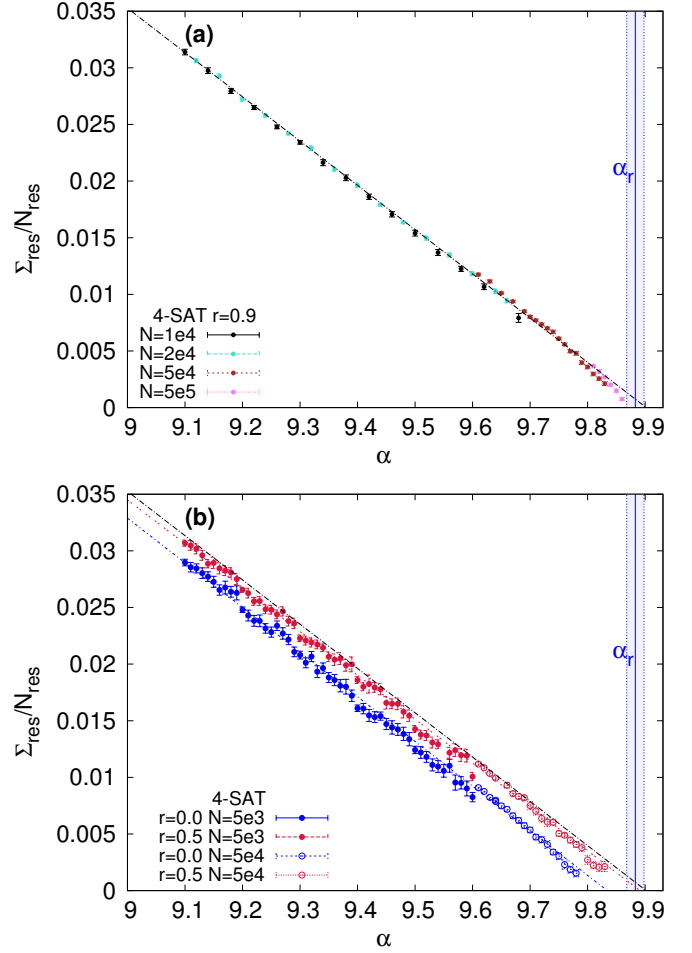 (a)
0.035
0.03
0.025
0.02
0.015
0.01
0.005
0
Σres/Nres
αr
4-SAT r=0.9
N=1e4
N=2e4
N=5e4
N=5e5
9 9.1 9.2 9.3 9.4 9.5 9.6 9.7 9.8 9.9
α
(b)
0.035
0.03
0.025
0.02
0.015
0.01
0.005
0
Σres/Nres
αr
4-SAT
r=0.0 N=5e3
r=0.5 N=5e3
r=0.0 N=5e4
r=0.5 N=5e4
9 9.1 9.2 9.3 9.4 9.5 9.6 9.7 9.8 9.9
α